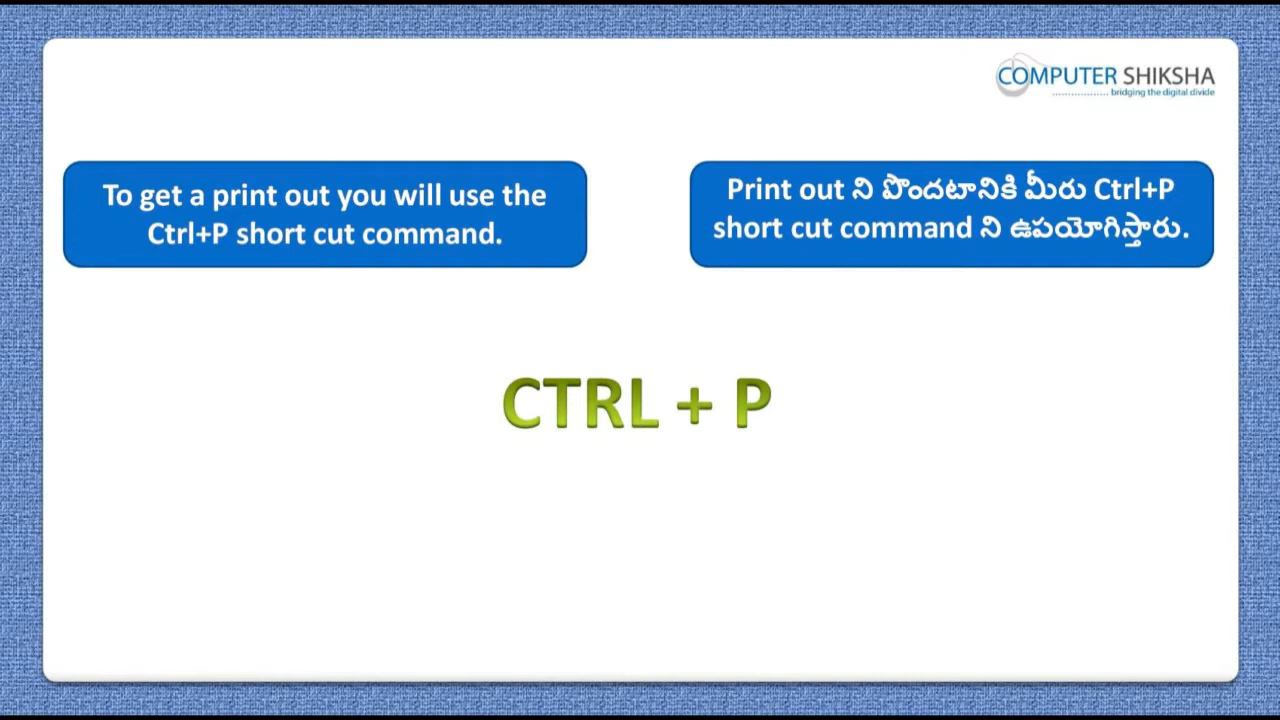 COMPUTER SHIKSHA
.................. bridging the digital divide
To get a print out you will use the
Ctrl+P short cut command.
Print out ని పొందటానికి మీరు Ctrl+P
short cut command ని ఉపయోగిస్తారు.
CTRL + P